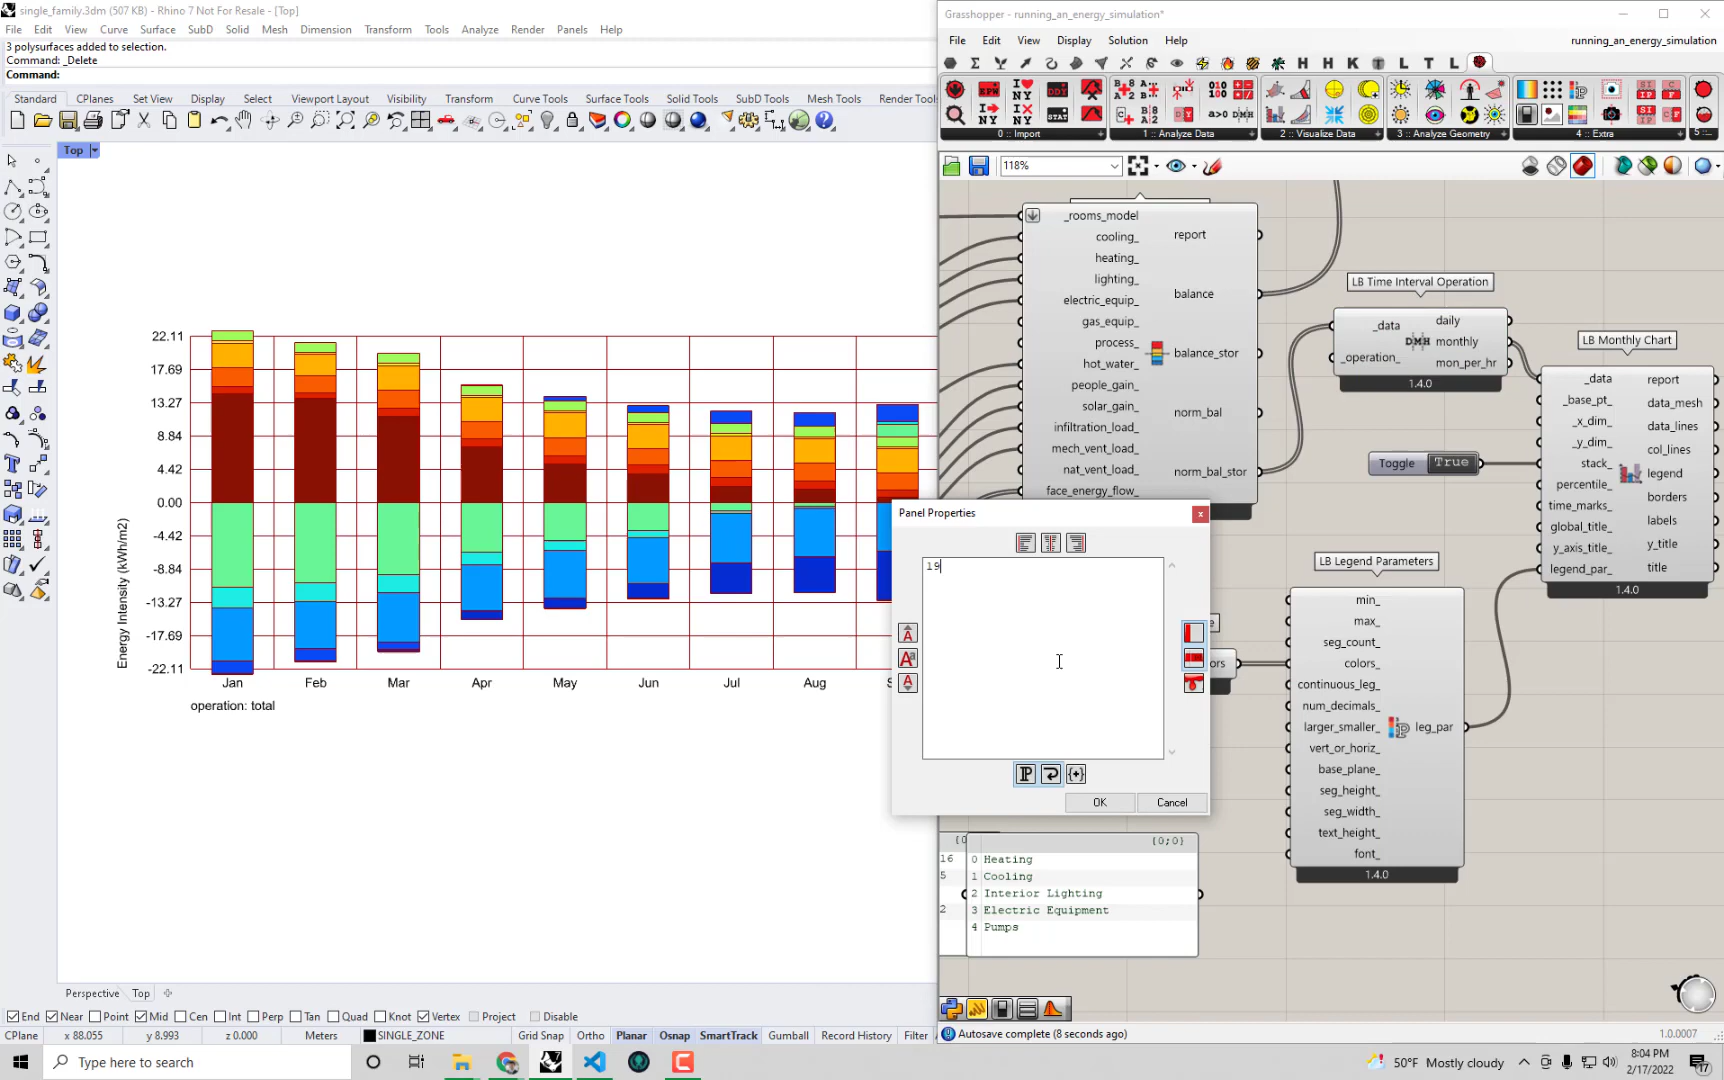 single_family.3dm (507 KB) - Rhino 7 Not For Resale - [Top]
File Edit View Curve Surface SubD Solid Mesh Dimension Transform Tools Analyze Render Panels Help
3 polysurfaces added to selection.
Command: _Delete
Command:
Standard CPlanes Set View Display Select Viewport Layout Visibility Transform Curve Tools Surface Tools Solid Tools SubD Tools Mesh Tools Render Tools
Top
22.11
17.69
13.27
8.84
4.42
0.00
-4.42
-8.84
-13.27
-17.69
-22.11
Energy Intensity (kWh/m2)
Jan Feb Mar Apr May Jun Jul Aug S
operation: total
Perspective Top
End Near Point Mid Cen Int Perp Tan Quad Knot Vertex Project Disable
CPlane x 88.055 y 8.993 z 0.000 Meters SINGLE_ZONE Grid Snap Ortho Planar Osnap SmartTrack Gumball Record History Filter
Grasshopper - running_an_energy_simulation*
File Edit View Display Solution Help running_an_energy_simulation
H H K T L T L
0 :: Import 1 :: Analyze Data 2 :: Visualize Data 3 :: Analyze Geometry 4 :: Extra 5 ::
118%
_rooms_model
cooling_
heating_
lighting_
electric_equip_
gas_equip_
process_
hot_water_
people_gain_
solar_gain_
infiltration_load_
mech_vent_load_
nat_vent_load_
face_energy_flow_
report
balance
balance_stor
norm_bal
norm_bal_stor
LB Time Interval Operation
_data
_operation_
DMH
daily
monthly
mon_per_hr
1.4.0
Toggle True
LB Monthly Chart
_data
_base_pt_
_x_dim_
_y_dim_
stack_
percentile_
time_marks_
global_title_
y_axis_title_
legend_par_
report
data_mesh
data_lines
col_lines
legend
borders
labels
y_title
title
1.4.0
LB Legend Parameters
min_
max_
seg_count_
colors_
continuous_leg_
num_decimals_
larger_smaller_
vert_or_horiz_
base_plane_
seg_height_
seg_width_
text_height_
font_
leg_par
1.4.0
Panel Properties
19
OK Cancel
{0;0}
16
5
2
0 Heating
1 Cooling
2 Interior Lighting
3 Electric Equipment
4 Pumps
Autosave complete (8 seconds ago)
1.0.0007
Type here to search
50°F Mostly cloudy
8:04 PM
2/17/2022
17